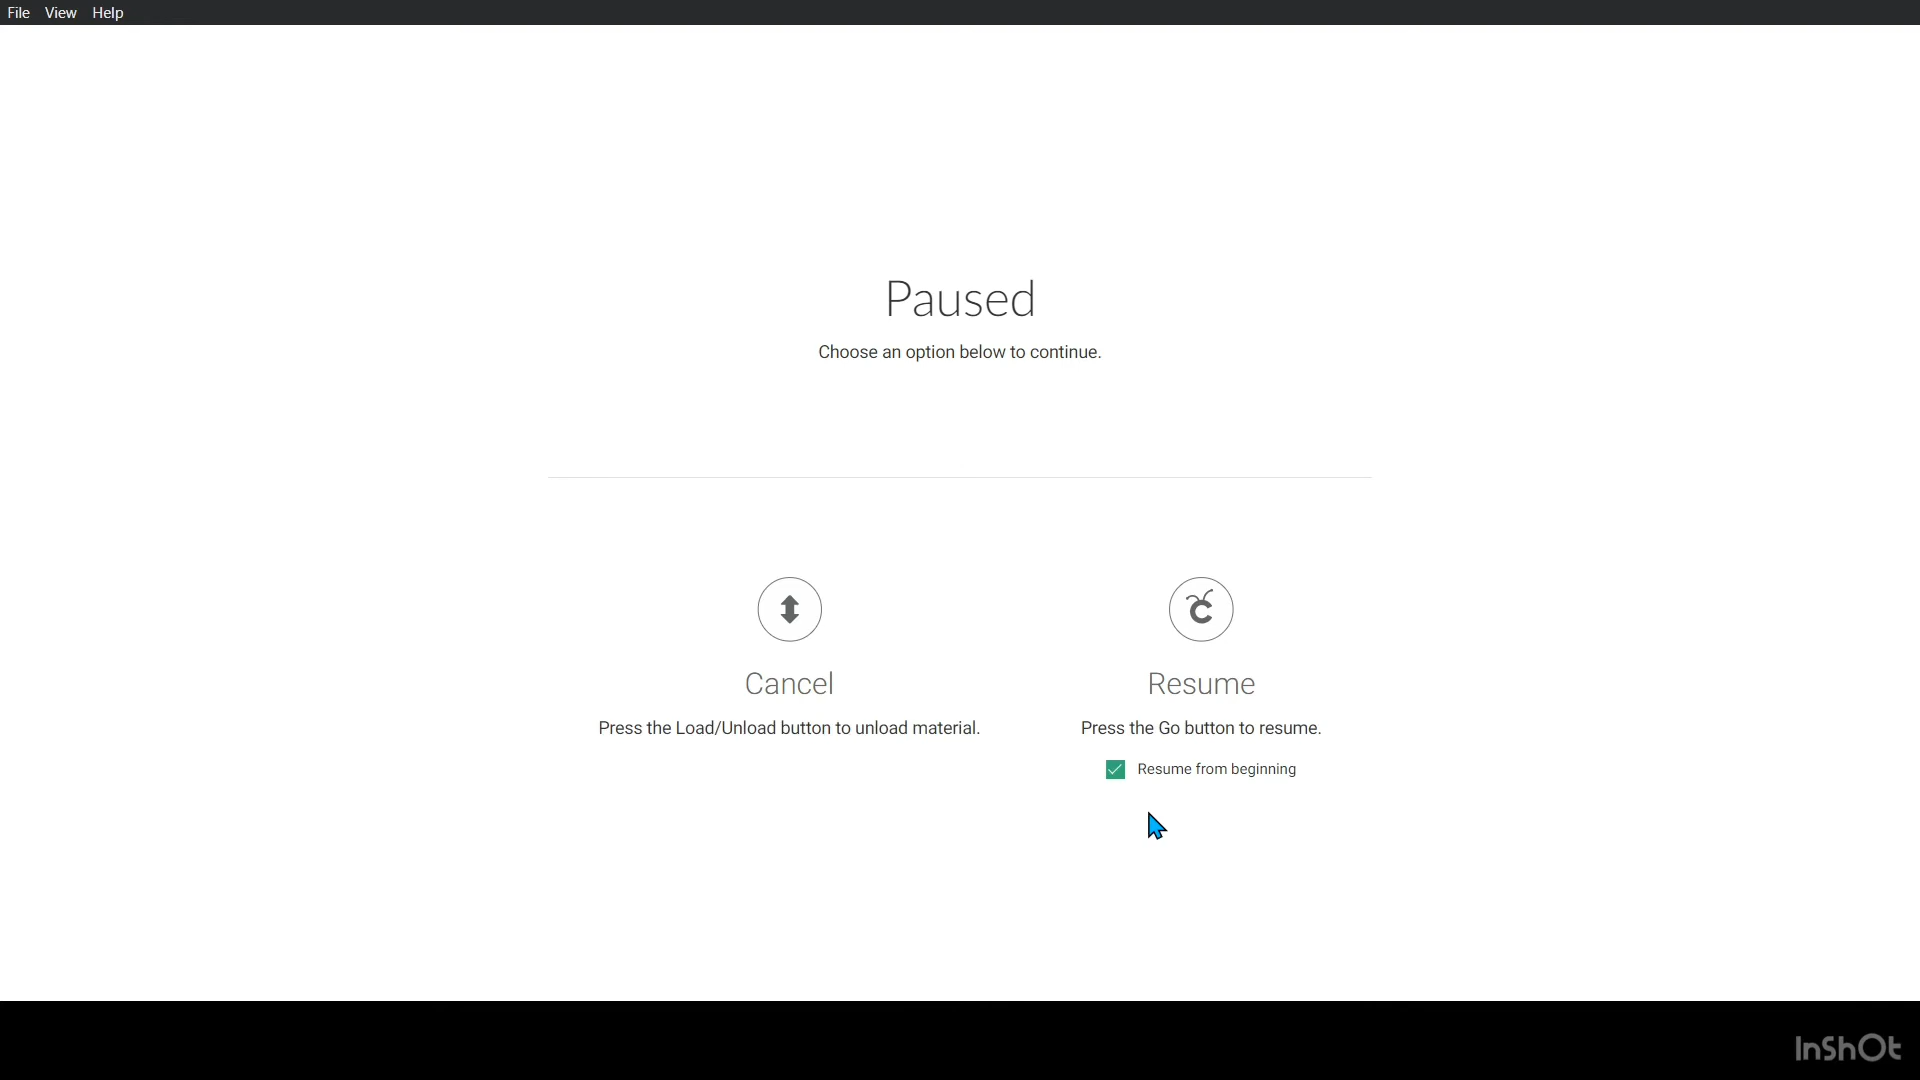 File View Help
Paused
Choose an option below to continue.
Cancel
Press the Load/Unload button to unload material.
Resume
Press the Go button to resume.
Resume from beginning
InShOt